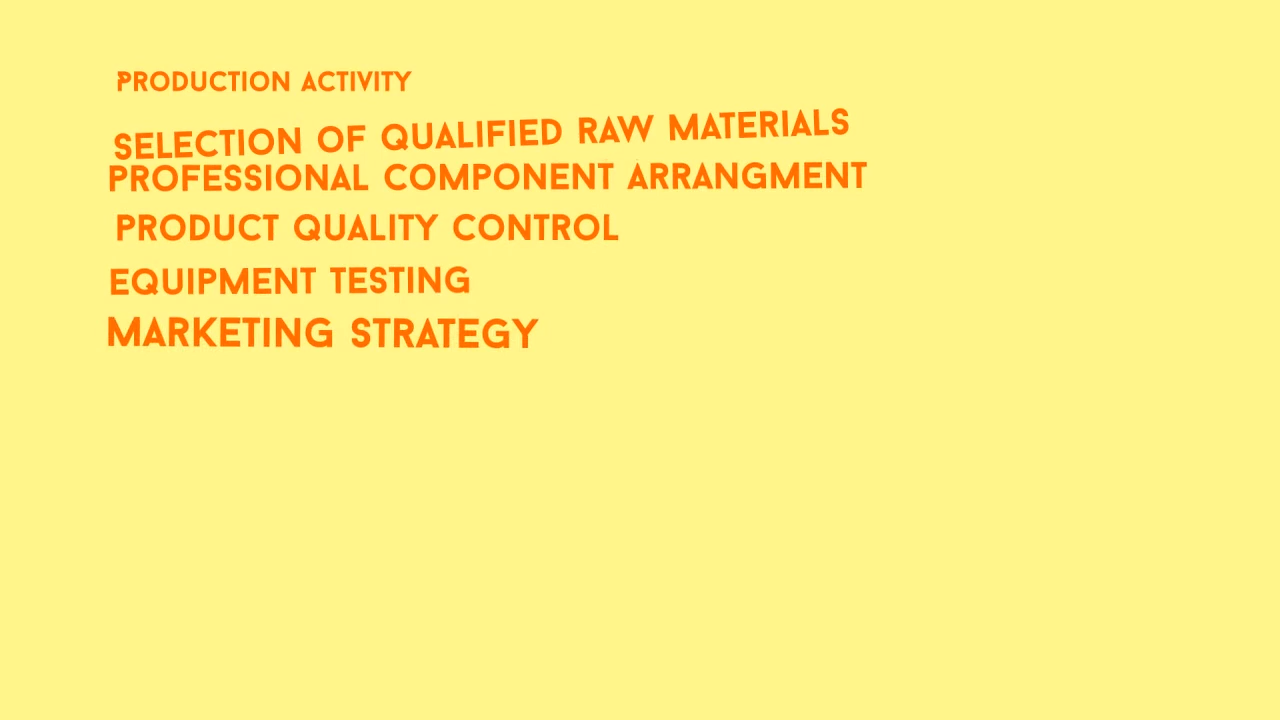 PRODUCTION ACTIVITY
SELECTION OF QUALIFIED RAW MATERIALS
PROFESSIONAL COMPONENT ARRANGMENT
PRODUCT QUALITY CONTROL
EQUIPMENT TESTING
MARKETING STRATEGY